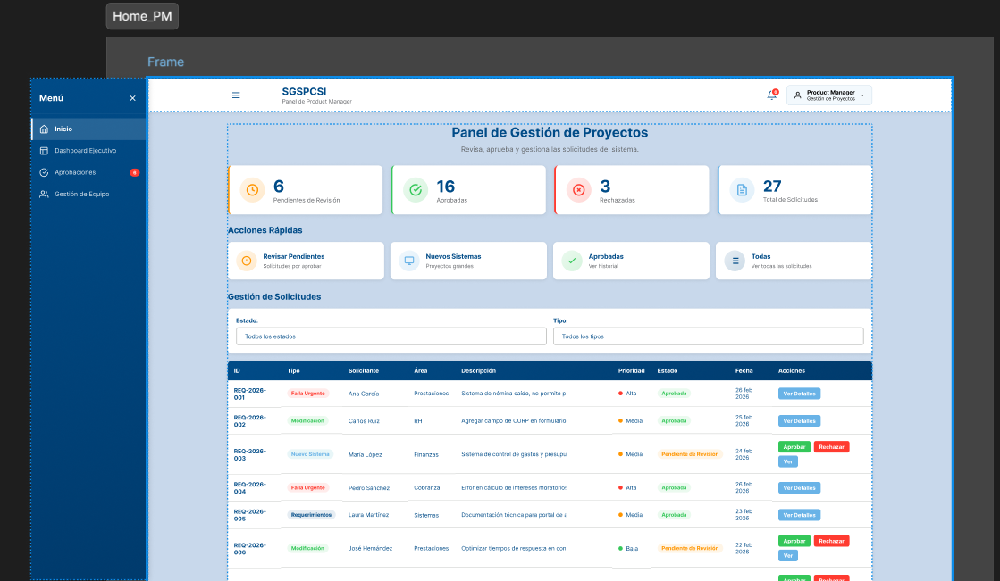 Home_PM
Frame
Menú
Inicio
Dashboard Ejecutivo
Aprobaciones
Gestión de Equipo
SGSPCSI
Panel de Product Manager
Product Manager
Gestión de Proyectos
Panel de Gestión de Proyectos
Revisa, aprueba y gestiona las solicitudes del sistema.
6
Pendientes de Revisión
16
Aprobadas
3
Rechazadas
27
Total de Solicitudes
Acciones Rápidas
Revisar Pendientes
Solicitudes por aprobar
Nuevos Sistemas
Proyectos grandes
Aprobadas
Ver historial
Todas
Ver todas las solicitudes
Gestión de Solicitudes
Estado:
Todos los estados
Tipo:
Todos los tipos
ID Tipo Solicitante Área Descripción Prioridad Estado Fecha Acciones
REQ-2026-001 Falla Urgente Ana García Prestaciones Sistema de nómina caído, no permite p Alta Aprobada 26 feb 2026 Ver Detalles
REQ-2026-002 Modificación Carlos Ruiz RH Agregar campo de CURP en formulario Media Aprobada 25 feb 2026 Ver Detalles
REQ-2026-003 Nuevo Sistema María López Finanzas Sistema de control de gastos y presupu Media Pendiente de Revisión 24 feb 2026 Aprobar Rechazar Ver
REQ-2026-004 Falla Urgente Pedro Sánchez Cobranza Error en cálculo de intereses moratorios Alta Aprobada 26 feb 2026 Ver Detalles
REQ-2026-005 Requerimientos Laura Martínez Sistemas Documentación técnica para portal de Media Aprobada 23 feb 2026 Ver Detalles
REQ-2026-006 Modificación José Hernández Prestaciones Optimizar tiempos de respuesta en con Baja Pendiente de Revisión 22 feb 2026 Aprobar Rechazar Ver
Aprobar Rechazar